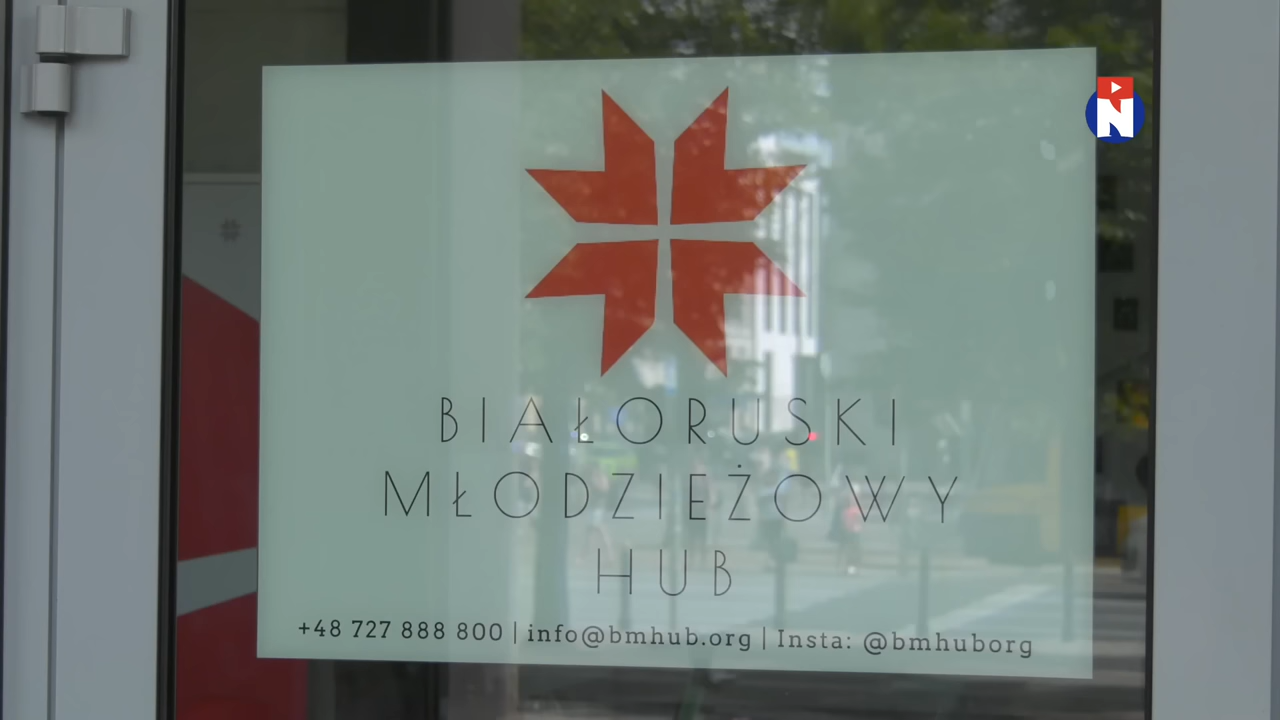 N
BIAŁORUSKI
MŁODZIEŻOWY
HUB
+48 727 888 800 | info@bmhub.org | Insta: @bmhuborg